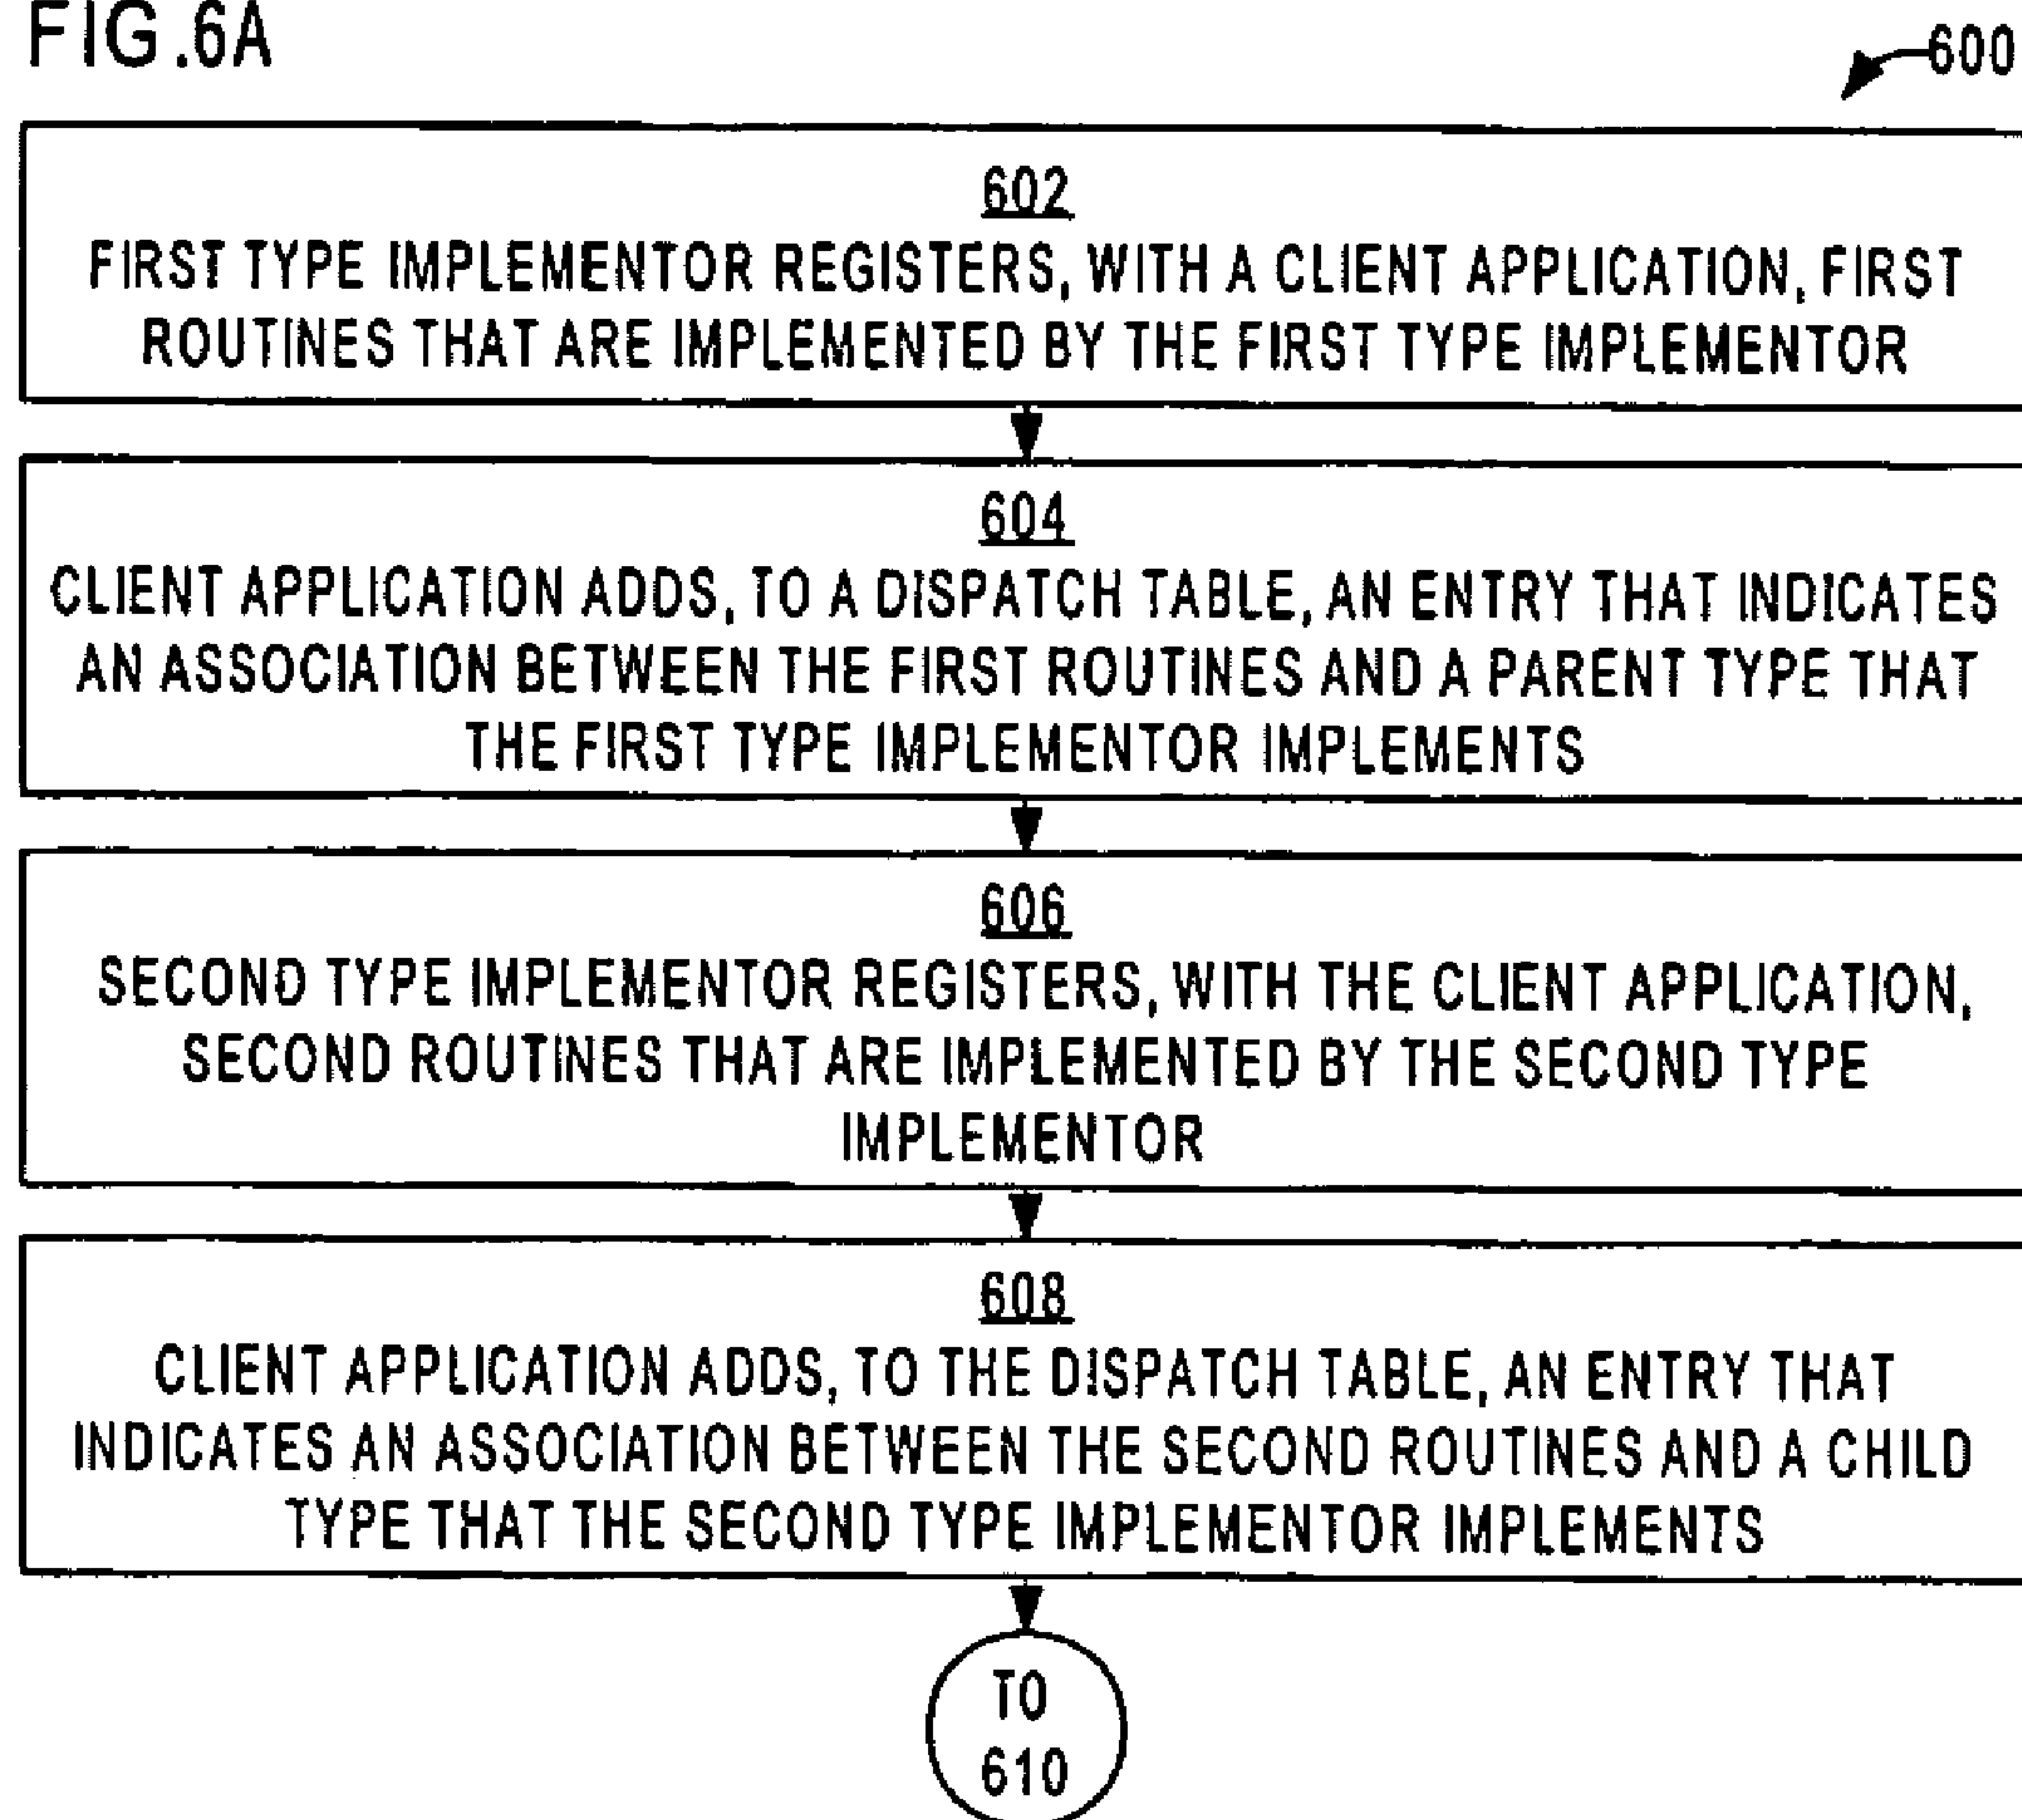 FIG.6A
600
602
FIRST TYPE IMPLEMENTOR REGISTERS, WITH A CLIENT APPLICATION, FIRST
ROUTINES THAT ARE IMPLEMENTED BY THE FIRST TYPE IMPLEMENTOR
604
CLIENT APPLICATION ADDS, TO A DISPATCH TABLE, AN ENTRY THAT INDICATES
AN ASSOCIATION BETWEEN THE FIRST ROUTINES AND A PARENT TYPE THAT
THE FIRST TYPE IMPLEMENTOR IMPLEMENTS
606
SECOND TYPE IMPLEMENTOR REGISTERS, WITH THE CLIENT APPLICATION,
SECOND ROUTINES THAT ARE IMPLEMENTED BY THE SECOND TYPE
IMPLEMENTOR
608
CLIENT APPLICATION ADDS, TO THE DISPATCH TABLE, AN ENTRY THAT
INDICATES AN ASSOCIATION BETWEEN THE SECOND ROUTINES AND A CHILD
TYPE THAT THE SECOND TYPE IMPLEMENTOR IMPLEMENTS
TO
610